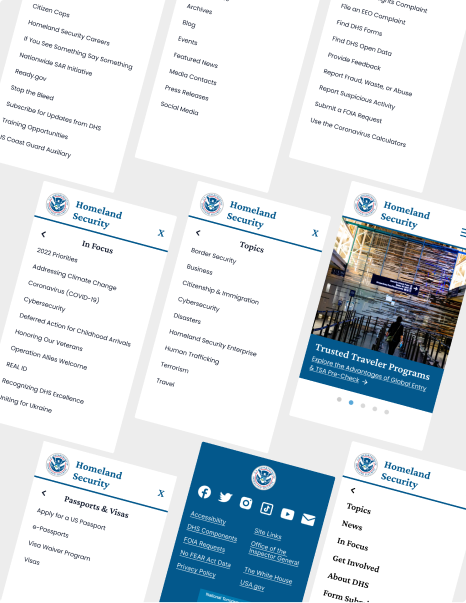 Citizen Cops
Homeland Security Careers
If You See Something Say Something
Nationwide SAR Initiative
Ready.gov
Stop the Bleed
Subscribe for Updates from DHS
Training Opportunities
US Coast Guard Auxiliary
Archives
Blog
Events
Featured News
Media Contacts
Press Releases
Social Media
Complaint
File an EEO Complaint
Find DHS Forms
Find DHS Open Data
Provide Feedback
Report Fraud, Waste, or Abuse
Report Suspicious Activity
Submit a FOIA Request
Use the Coronavirus Calculators
Homeland
Security
X
In Focus
2022 Priorities
Addressing Climate Change
Coronavirus (COVID-19)
Cybersecurity
Deferred Action for Childhood Arrivals
Honoring Our Veterans
Operation Allies Welcome
REAL ID
Recognizing DHS Excellence
Uniting for Ukraine
Homeland
Security
X
Topics
Border Security
Business
Citizenship & Immigration
Cybersecurity
Disasters
Homeland Security Enterprise
Human Trafficking
Terrorism
Travel
Homeland
Security
Trusted Traveler Programs
Explore the Advantages of Global Entry
& TSA Pre-Check →
Homeland
Security
X
Passports & Visas
Apply for a US Passport
e-Passports
Visa Waiver Program
Visas
Accessibility
DHS Components
FOIA Requests
No FEAR Act Data
Privacy Policy
Site Links
Office of the
Inspector General
The White House
USA.gov
National
Homeland
Security
Topics
News
In Focus
Get Involved
About DHS
Form